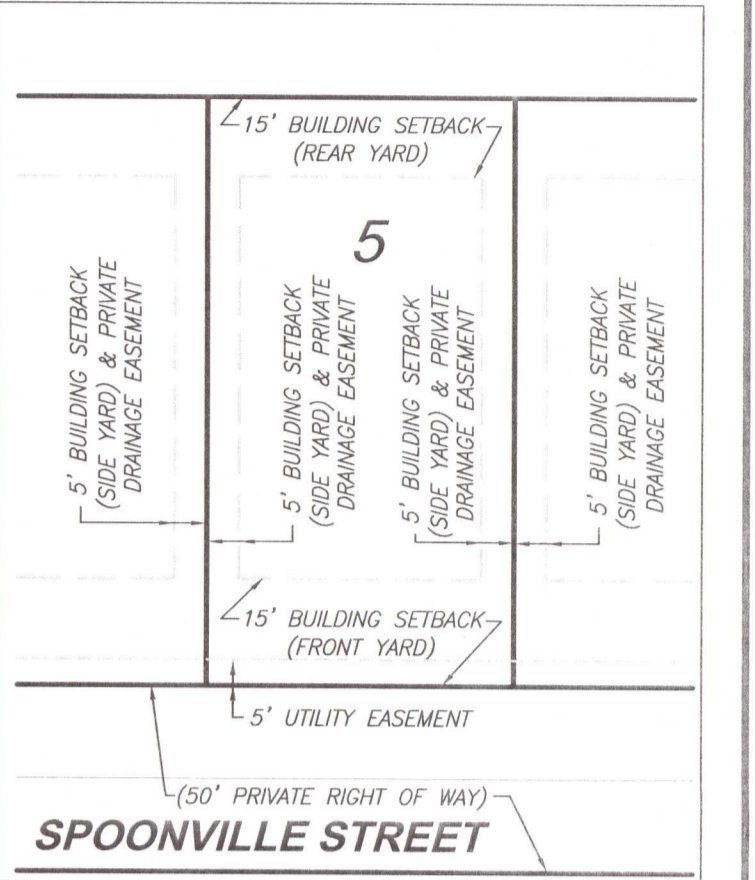 15' BUILDING SETBACK
(REAR YARD)
5
5' BUILDING SETBACK
(SIDE YARD) & PRIVATE
DRAINAGE EASEMENT
5' BUILDING SETBACK
(SIDE YARD) & PRIVATE
DRAINAGE EASEMENT
5' BUILDING SETBACK
(SIDE YARD) & PRIVATE
DRAINAGE EASEMENT
5' BUILDING SETBACK
(SIDE YARD) & PRIVATE
DRAINAGE EASEMENT
15' BUILDING SETBACK
(FRONT YARD)
5' UTILITY EASEMENT
(50' PRIVATE RIGHT OF WAY)
SPOONVILLE STREET